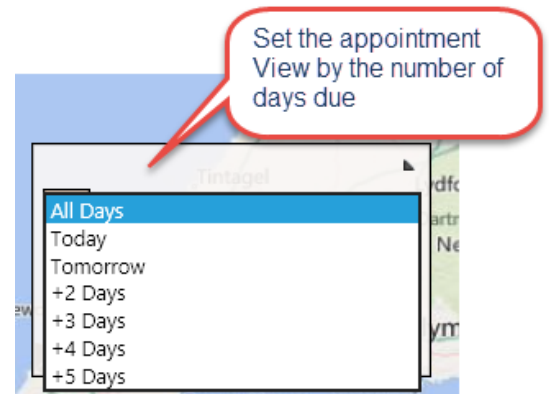 Set the appointment
View by the number of
days due
Tintagel
All Days
Today
Tomorrow
+2 Days
+3 Days
+4 Days
+5 Days